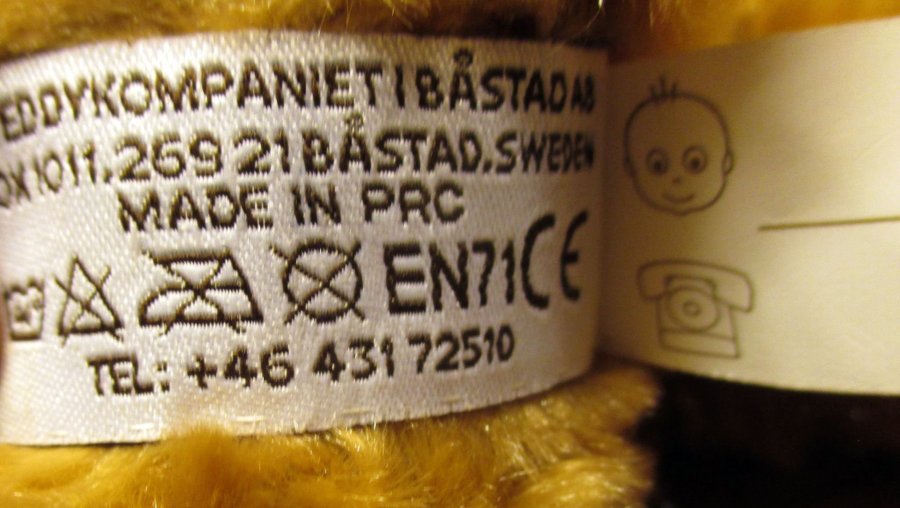 EDDYKOMPANIET I BÅSTAD AB
OX 1011. 269 21 BÅSTAD. SWEDEN
MADE IN PRC
EN71 CE
TEL: +46 431 72510